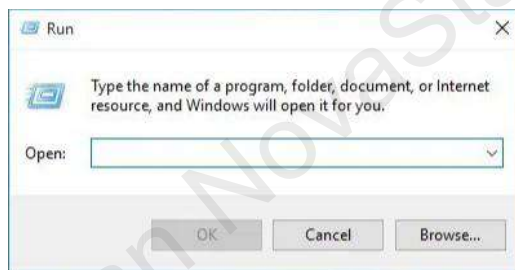 Run
Type the name of a program, folder, document, or Internet
resource, and Windows will open it for you.
Open:
OK Cancel Browse...